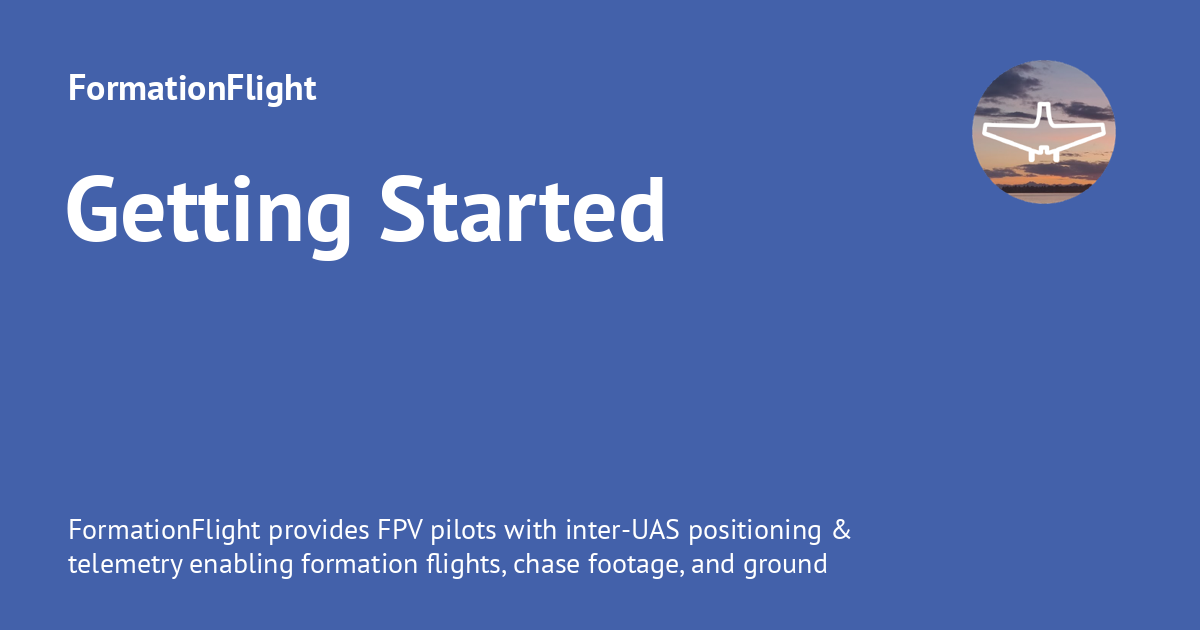 FormationFlight
Getting Started
FormationFlight provides FPV pilots with inter-UAS positioning &
telemetry enabling formation flights, chase footage, and ground